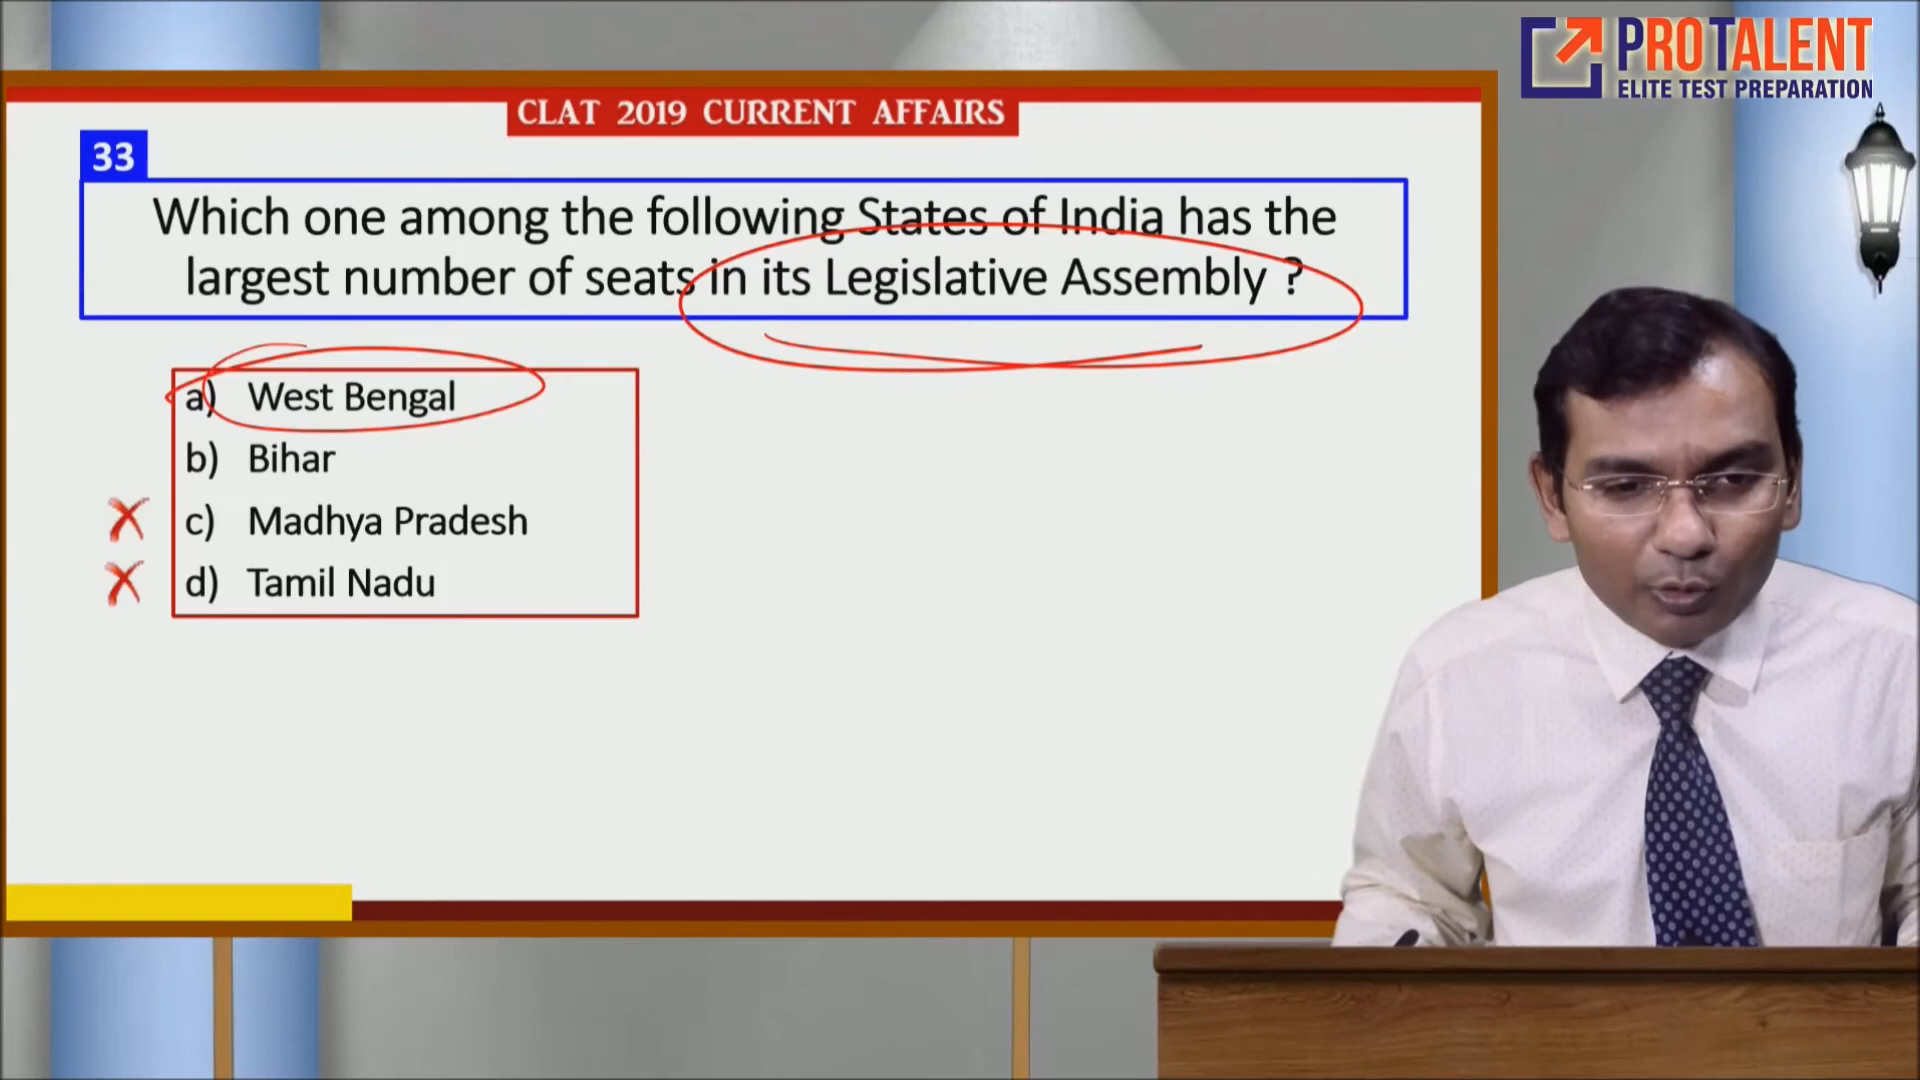 PROTALENT
ELITE TEST PREPARATION
CLAT 2019 CURRENT AFFAIRS
33
Which one among the following States of India has the
largest number of seats in its Legislative Assembly ?
a) West Bengal
b) Bihar
c) Madhya Pradesh
d) Tamil Nadu